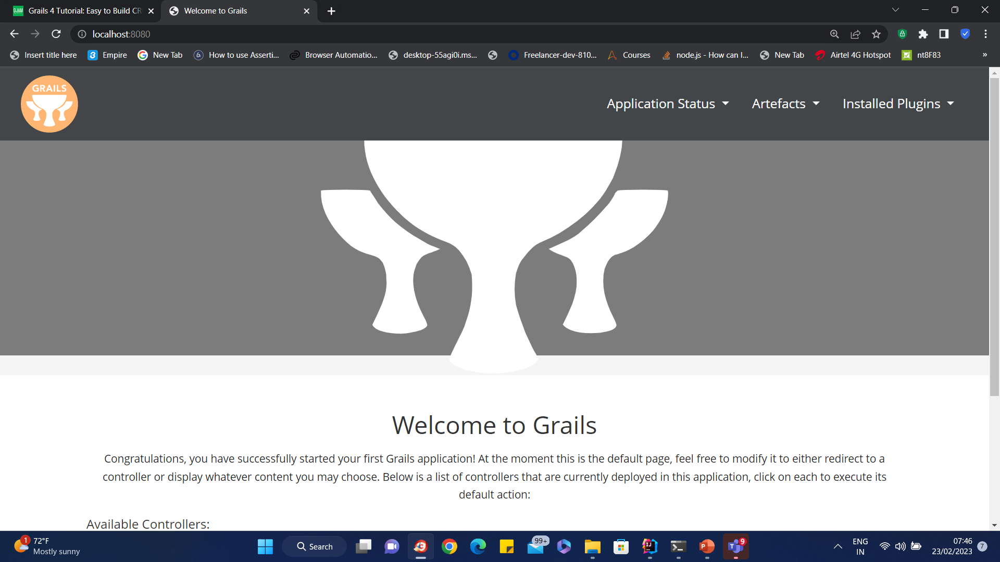 Grails 4 Tutorial: Easy to Build CR
Welcome to Grails
localhost:8080
Insert title here
Empire
New Tab
How to use Asserti...
Browser Automatio...
desktop-55agi0i.ms...
Freelancer-dev-810...
Courses
node.js - How can I...
New Tab
Airtel 4G Hotspot
nt8F83
»
GRAILS
Application Status
Artefacts
Installed Plugins
Welcome to Grails
Congratulations, you have successfully started your first Grails application! At the moment this is the default page, feel free to modify it to either redirect to a
controller or display whatever content you may choose. Below is a list of controllers that are currently deployed in this application, click on each to execute its
default action:
Available Controllers:
1
72°F
Mostly sunny
Search
99+
9
ENG
IN
07:46
23/02/2023
7